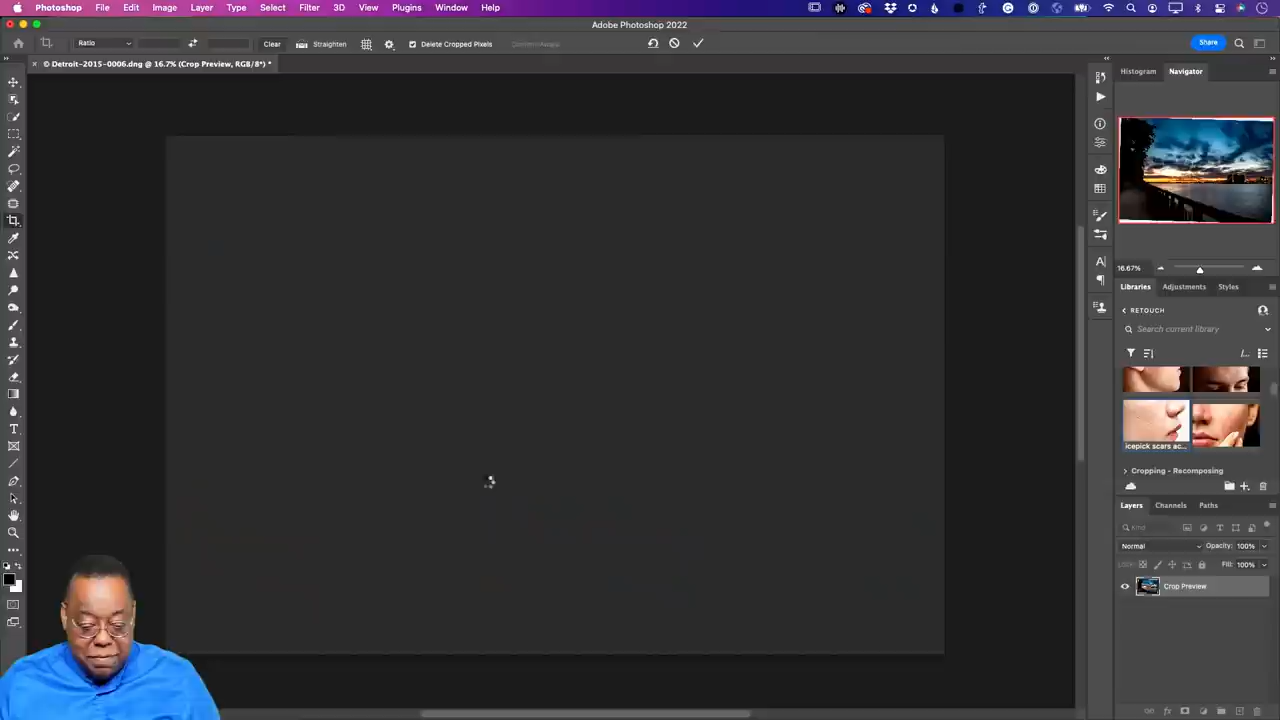 Photoshop File Edit Image Layer Type Select Filter 3D View Plugins Window Help
Adobe Photoshop 2022
Ratio Clear Straighten Delete Cropped Pixels Share
© Detroit-2015-0006.dng @ 16.7% (Crop Preview, RGB/8*) *
Histogram Navigator
16.67%
Libraries Adjustments Styles
RETOUCH
Search current library
icepick scars ac...
Cropping - Recomposing
Layers Channels Paths
Kind
Normal Opacity: 100%
Lock: Fill: 100%
Crop Preview